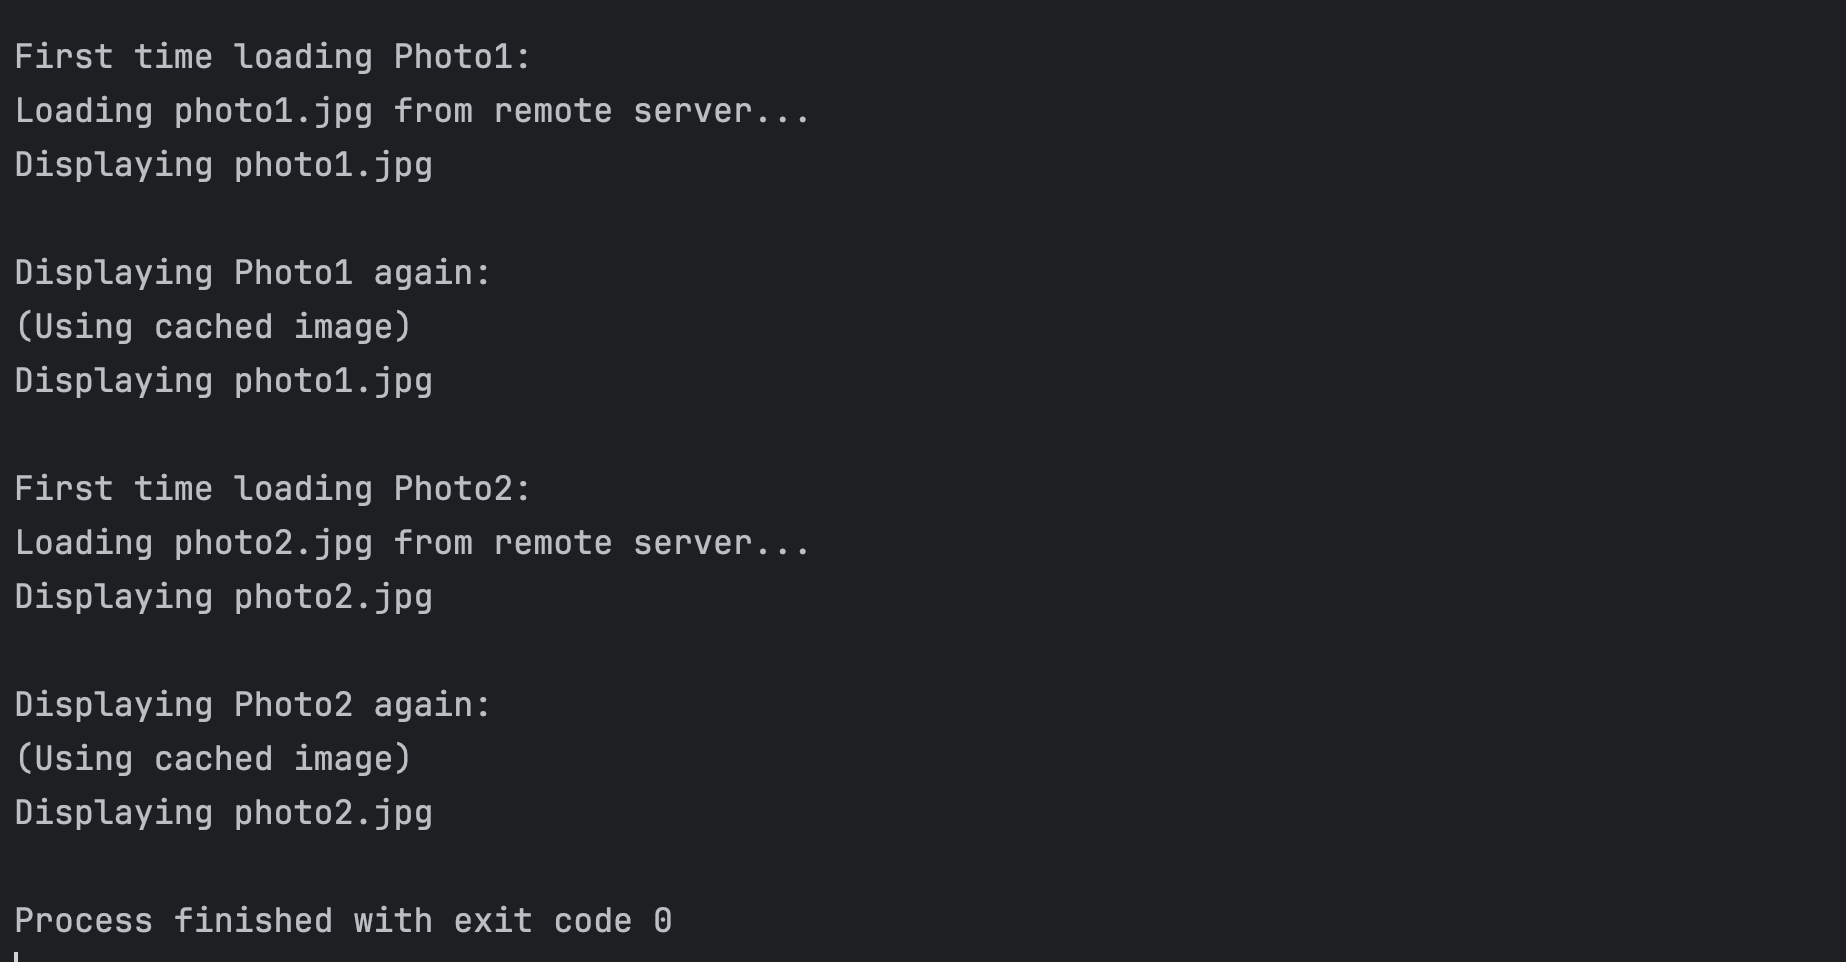 First time loading Photo1:
Loading photo1.jpg from remote server...
Displaying photo1.jpg
Displaying Photo1 again:
(Using cached image)
Displaying photo1.jpg
First time loading Photo2:
Loading photo2.jpg from remote server...
Displaying photo2.jpg
Displaying Photo2 again:
(Using cached image)
Displaying photo2.jpg
Process finished with exit code 0